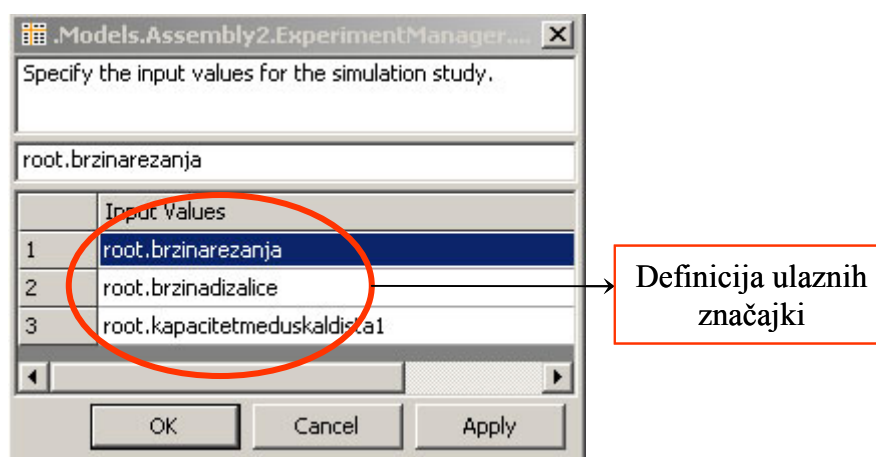 .Models.Assembly2.ExperimentManager....
Specify the input values for the simulation study.
root.brzinarezanja
Input Values
1 root.brzinarezanja
2 root.brzinadizalice
3 root.kapacitetmeduskaldista1
OK Cancel Apply
Definicija ulaznih
značajki